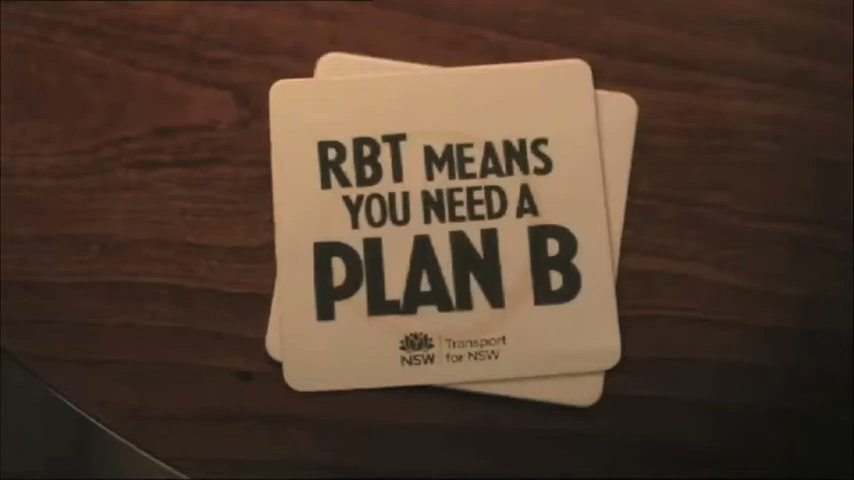 RBT MEANS
YOU NEED A
PLAN B
NSW
Transport
for NSW